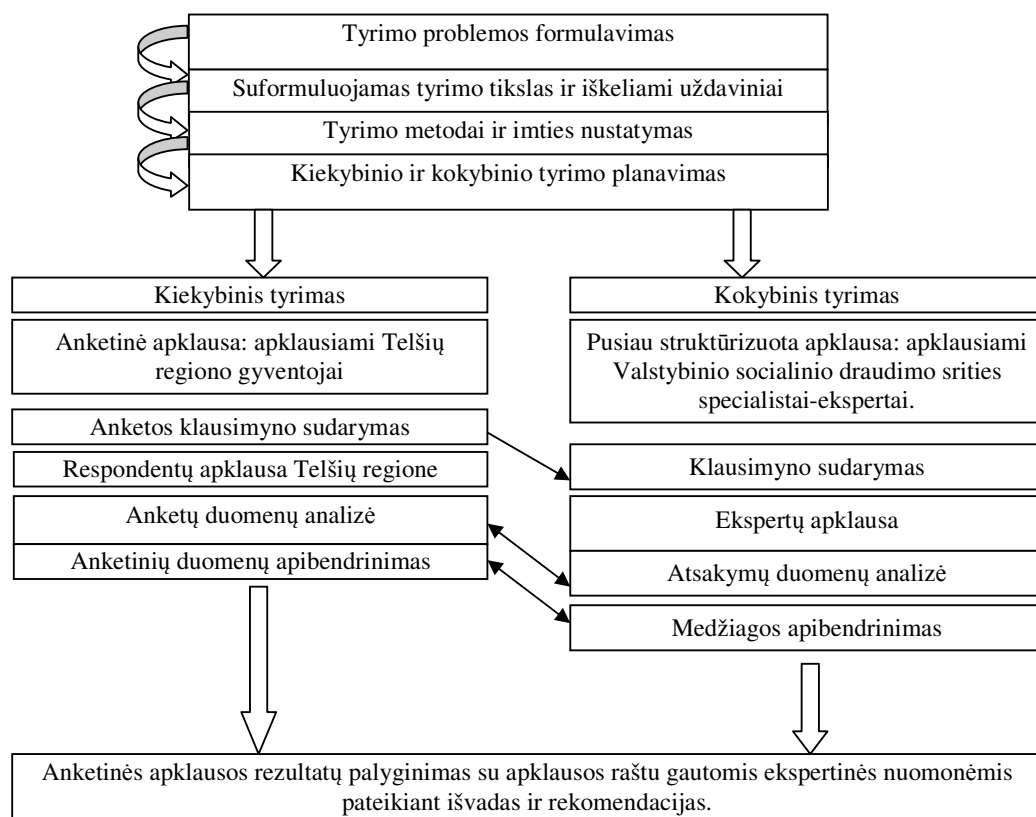 Tyrimo problemos formulavimas
Suformuluojamas tyrimo tikslas ir iškeliami uždaviniai
Tyrimo metodai ir imties nustatymas
Kiekybinio ir kokybinio tyrimo planavimas
Kiekybinis tyrimas
Anketinė apklausa: apklausiami Telšių
regiono gyventojai
Anketos klausimyno sudarymas
Respondentų apklausa Telšių regione
Anketų duomenų analizė
Anketinių duomenų apibendrinimas
Kokybinis tyrimas
Pusiau struktūrizuota apklausa: apklausiami
Valstybinio socialinio draudimo srities
specialistai-ekspertai.
Klausimyno sudarymas
Ekspertų apklausa
Atsakymų duomenų analizė
Medžiagos apibendrinimas
Anketinės apklausos rezultatų palyginimas su apklausos raštu gautomis ekspertinės nuomonėmis
pateikiant išvadas ir rekomendacijas.